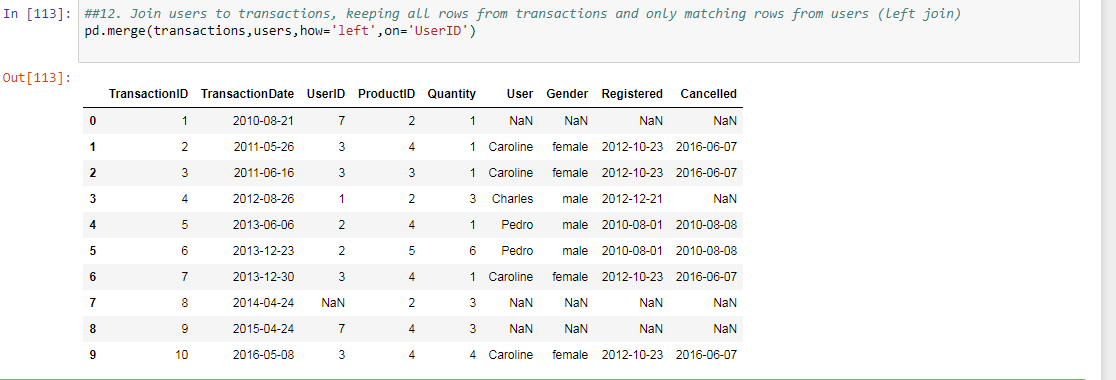 In [113]: ##12. Join users to transactions, keeping all rows from transactions and only matching rows from users (left join)
pd.merge(transactions,users,how='left',on='UserID')
Out[113]:
TransactionID TransactionDate UserID ProductID Quantity User Gender Registered Cancelled
0 1 2010-08-21 7 2 1 NaN NaN NaN NaN
1 2 2011-05-26 3 4 1 Caroline female 2012-10-23 2016-06-07
2 3 2011-06-16 3 3 1 Caroline female 2012-10-23 2016-06-07
3 4 2012-08-26 1 2 3 Charles male 2012-12-21 NaN
4 5 2013-06-06 2 4 1 Pedro male 2010-08-01 2010-08-08
5 6 2013-12-23 2 5 6 Pedro male 2010-08-01 2010-08-08
6 7 2013-12-30 3 4 1 Caroline female 2012-10-23 2016-06-07
7 8 2014-04-24 NaN 2 3 NaN NaN NaN NaN
8 9 2015-04-24 7 4 3 NaN NaN NaN NaN
9 10 2016-05-08 3 4 4 Caroline female 2012-10-23 2016-06-07